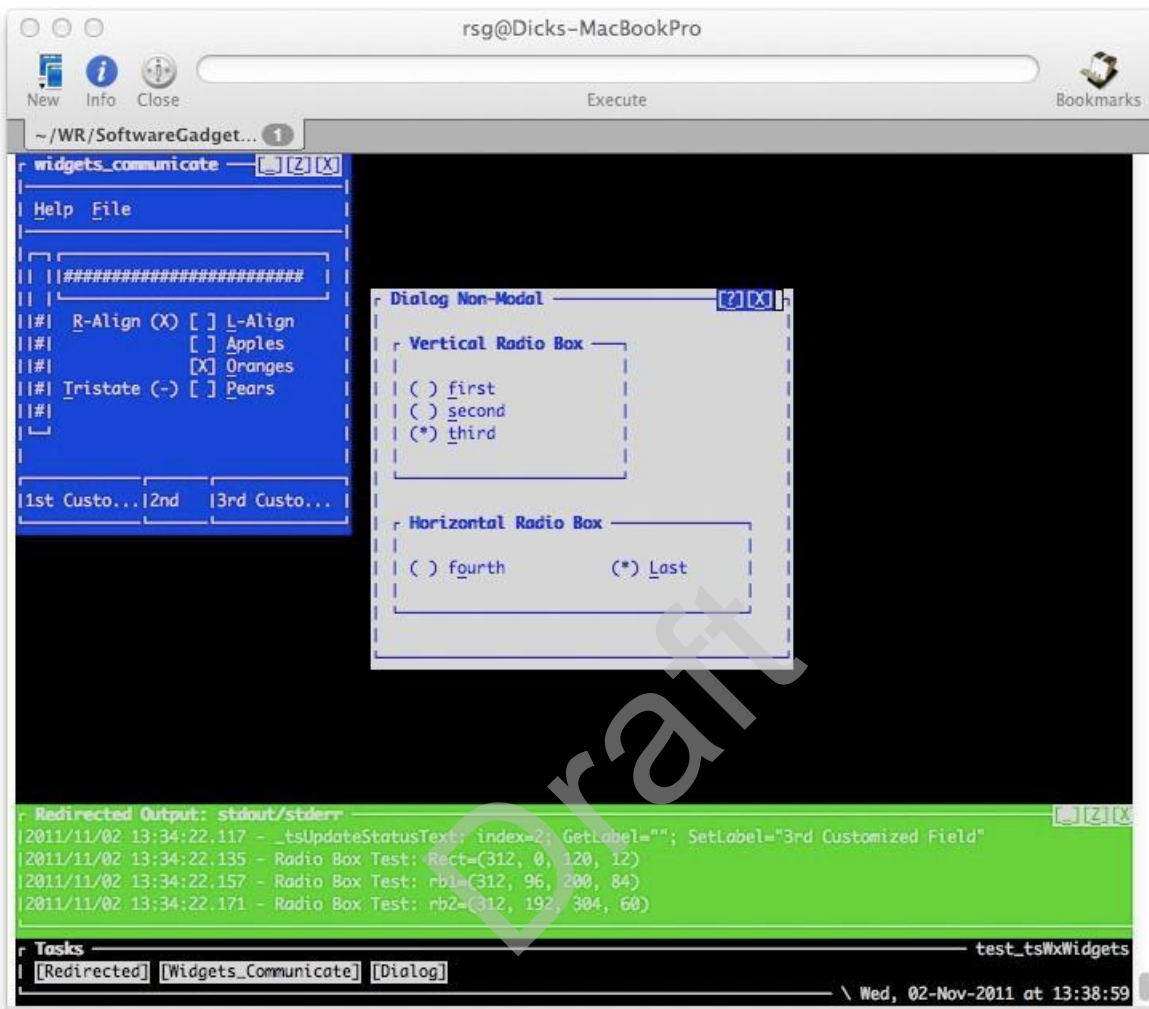 rsg@Dicks-MacBookPro
New Info Close Execute Bookmarks
~/WR/SoftwareGadget... 1
widgets_communicate [_][Z][X]
Help File
#########################
|#| R-Align (X) [ ] L-Align
|#| [ ] Apples
|#| [X] Oranges
|#| Tristate (-) [ ] Pears
|#|
|1st Custo...|2nd |3rd Custo...
Dialog Non-Modal [?][X]
Vertical Radio Box
( ) first
( ) second
(*) third
Horizontal Radio Box
( ) fourth (*) Last
Redirected Output: stdout/stderr [_][Z][X
|2011/11/02 13:34:22.117 - _tsUpdateStatusText: index=2; GetLabel=""; SetLabel="3rd Customized Field"
|2011/11/02 13:34:22.135 - Radio Box Test: Rect=(312, 0, 120, 12)
|2011/11/02 13:34:22.157 - Radio Box Test: rb1=(312, 96, 200, 84)
|2011/11/02 13:34:22.171 - Radio Box Test: rb2=(312, 192, 304, 60)
Tasks test_tsWxWidgets
[Redirected] [Widgets_Communicate] [Dialog]
\ Wed, 02-Nov-2011 at 13:38:59
Draft